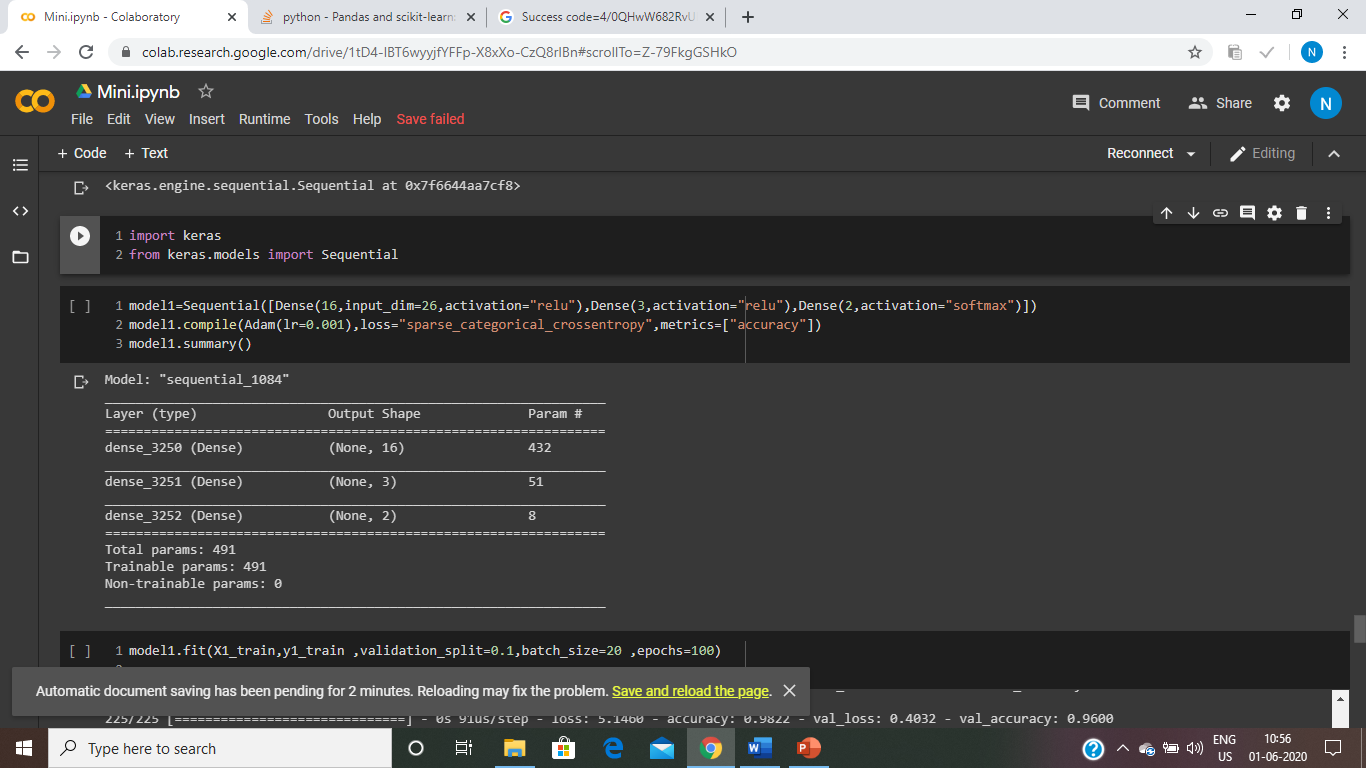 Mini.ipynb - Colaboratory
python - Pandas and scikit-learn:
Success code=4/0QHwW682RvU
colab.research.google.com/drive/1tD4-IBT6wyyjfYFFp-X8xXo-CzQ8rIBn#scrollTo=Z-79FkgGSHkO
N
Mini.ipynb
Comment
Share
N
File Edit View Insert Runtime Tools Help Save failed
+ Code + Text
Reconnect
Editing
<keras.engine.sequential.Sequential at 0x7f6644aa7cf8>
1 import keras
2 from keras.models import Sequential
[ ] 1 model1=Sequential([Dense(16,input_dim=26,activation="relu"),Dense(3,activation="relu"),Dense(2,activation="softmax")])
2 model1.compile(Adam(lr=0.001),loss="sparse_categorical_crossentropy",metrics=["accuracy"])
3 model1.summary()
Model: "sequential_1084"
Layer (type) Output Shape Param #
=================================================================
dense_3250 (Dense) (None, 16) 432
dense_3251 (Dense) (None, 3) 51
dense_3252 (Dense) (None, 2) 8
=================================================================
Total params: 491
Trainable params: 491
Non-trainable params: 0
[ ] 1 model1.fit(X1_train,y1_train ,validation_split=0.1,batch_size=20 ,epochs=100)
Automatic document saving has been pending for 2 minutes. Reloading may fix the problem. Save and reload the page.
225/225 [==============================] - 0s 91us/step - loss: 5.1460 - accuracy: 0.9822 - val_loss: 0.4032 - val_accuracy: 0.9600
Type here to search
ENG
US
10:56
01-06-2020